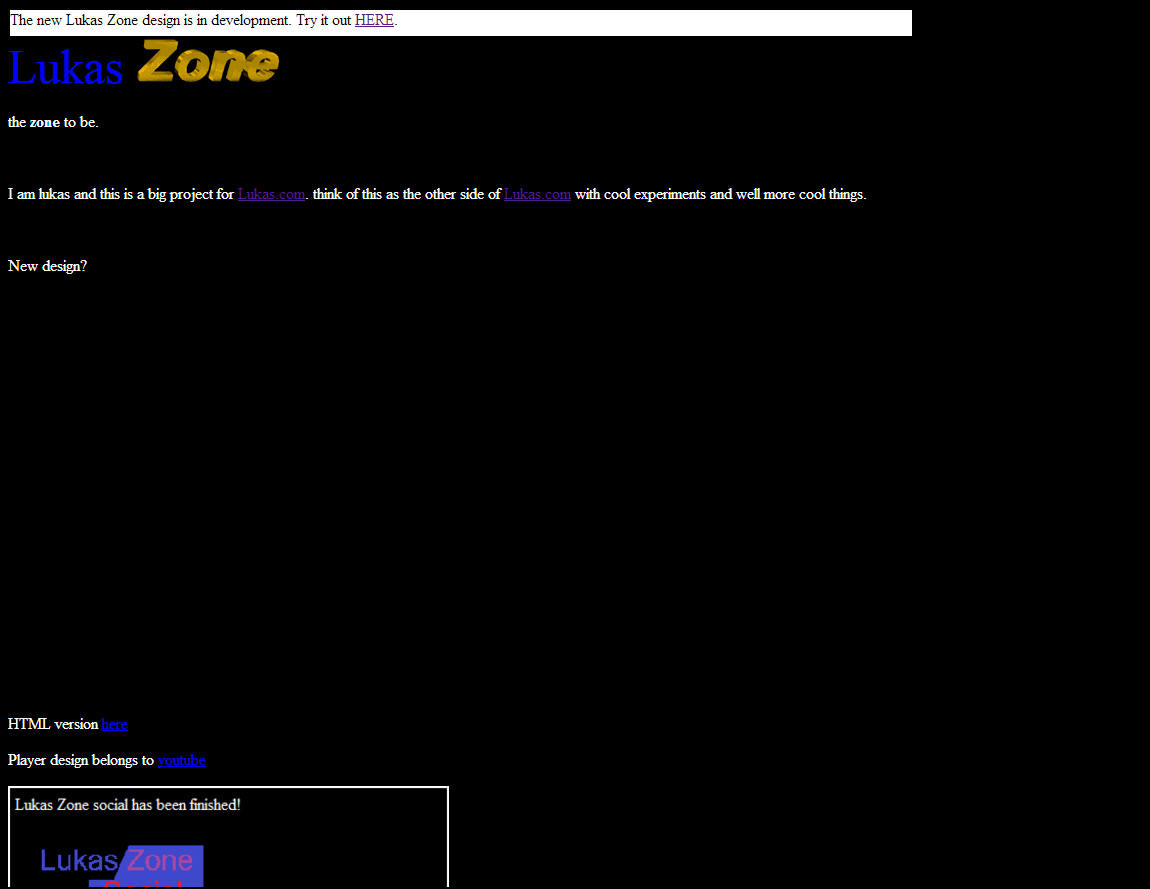 The new Lukas Zone design is in development. Try it out HERE.
Lukas Zone
the zone to be.
I am lukas and this is a big project for Lukas.com. think of this as the other side of Lukas.com with cool experiments and well more cool things.
New design?
HTML version here
Player design belongs to youtube
Lukas Zone social has been finished!
Lukas Zone
Social